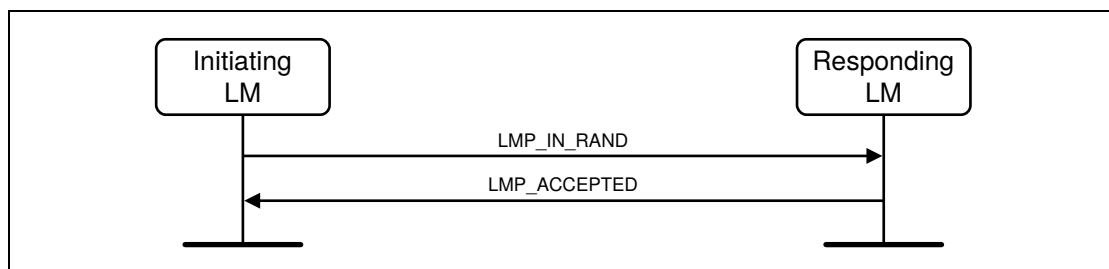 Initiating
LM
Responding
LM
LMP_IN_RAND
LMP_ACCEPTED